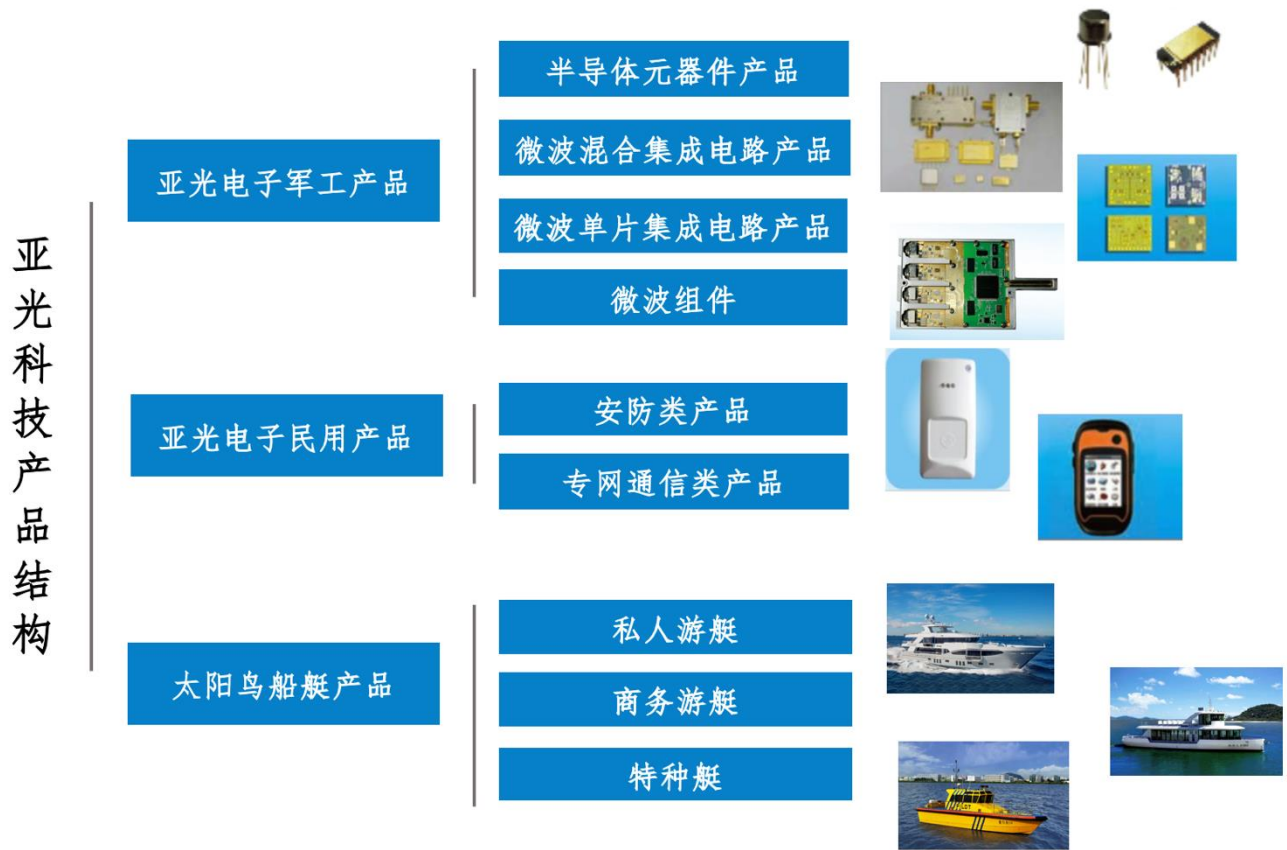 亚光科技产品结构
亚光电子军工产品
半导体元器件产品
微波混合集成电路产品
微波单片集成电路产品
微波组件
亚光电子民用产品
安防类产品
专网通信类产品
太阳鸟船艇产品
私人游艇
商务游艇
特种艇